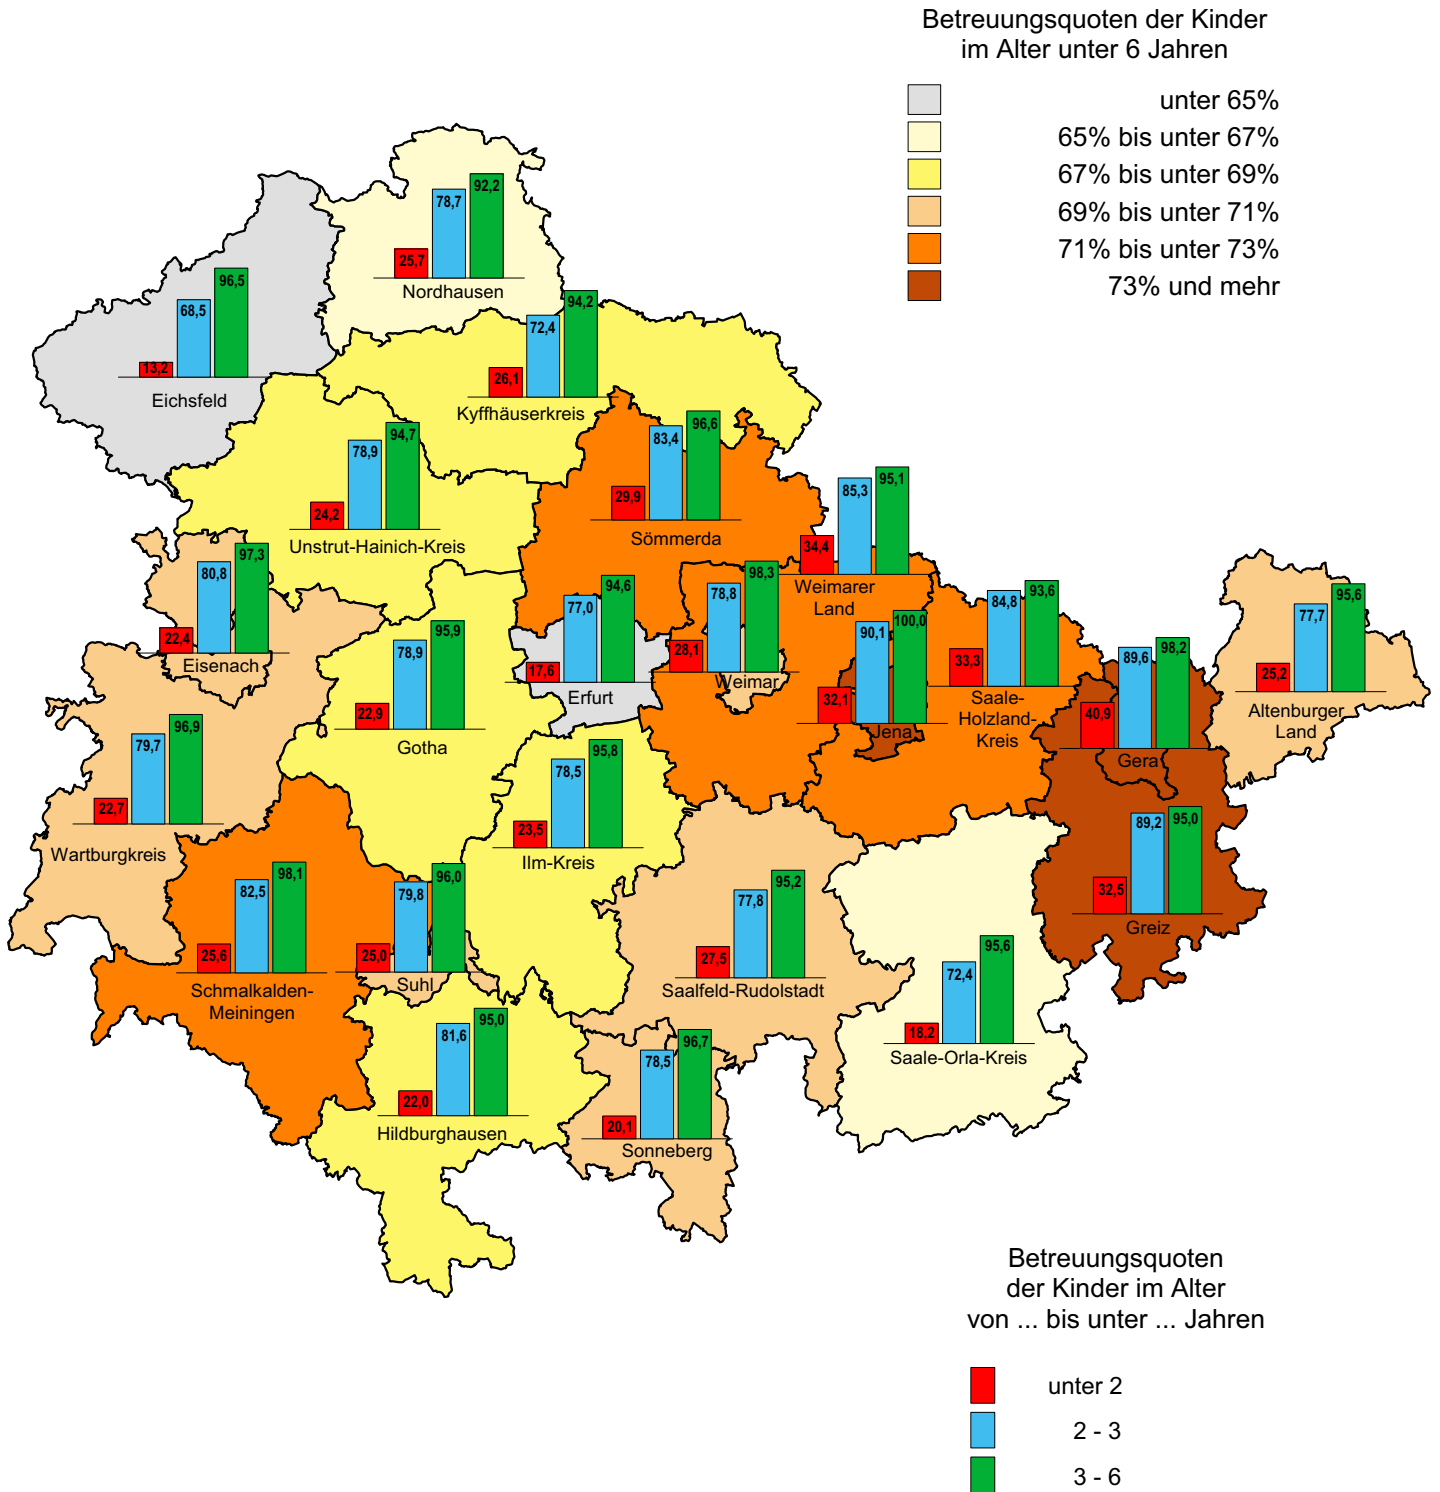 Betreuungsquoten der Kinder
im Alter unter 6 Jahren
unter 65%
65% bis unter 67%
67% bis unter 69%
69% bis unter 71%
71% bis unter 73%
73% und mehr
25,7
78,7
92,2
Nordhausen
13,2
68,5
96,5
Eichsfeld
26,1
72,4
94,2
Kyffhäuserkreis
24,2
78,9
94,7
Unstrut-Hainich-Kreis
29,9
83,4
96,6
Sömmerda
34,4
85,3
95,1
Weimarer
Land
22,4
80,8
97,3
Eisenach
17,6
77,0
94,6
Erfurt
28,1
78,8
98,3
Weimar
32,1
90,1
100,0
Jena
33,3
84,8
93,6
Saale-
Holzland-
Kreis
40,9
89,6
98,2
Gera
25,2
77,7
95,6
Altenburger
Land
22,9
78,9
95,9
Gotha
22,7
79,7
96,9
Wartburgkreis
23,5
78,5
95,8
Ilm-Kreis
32,5
89,2
95,0
Greiz
25,6
82,5
98,1
Schmalkalden-
Meiningen
25,0
79,8
96,0
Suhl
27,5
77,8
95,2
Saalfeld-Rudolstadt
18,2
72,4
95,6
Saale-Orla-Kreis
22,0
81,6
95,0
Hildburghausen
20,1
78,5
96,7
Sonneberg
Betreuungsquoten
der Kinder im Alter
von ... bis unter ... Jahren
unter 2
2 - 3
3 - 6